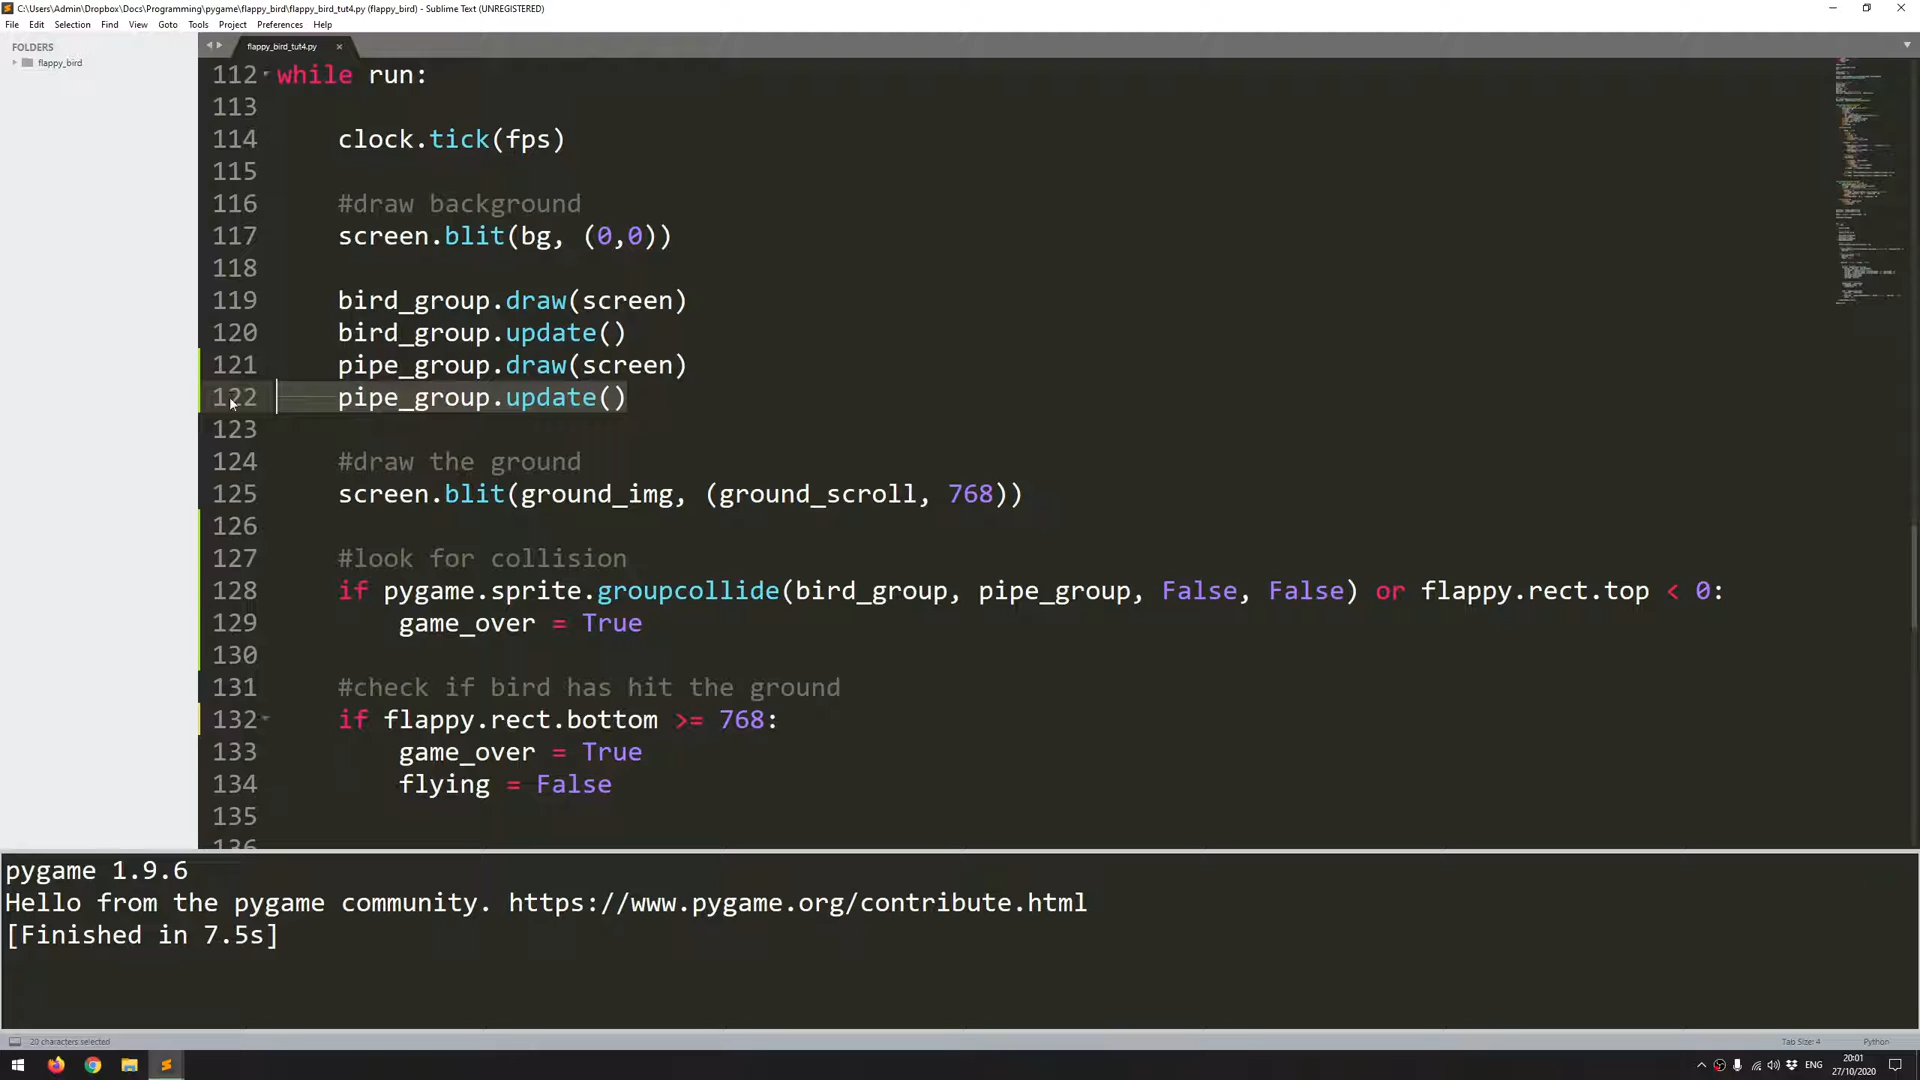 C:\Users\Admin\Dropbox\Docs\Programming\pygame\flappy_bird\flappy_bird_tut4.py (flappy_bird) - Sublime Text (UNREGISTERED)
File Edit Selection Find View Goto Tools Project Preferences Help
FOLDERS
flappy_bird
flappy_bird_tut4.py
112 while run:
113
114 clock.tick(fps)
115
116 #draw background
117 screen.blit(bg, (0,0))
118
119 bird_group.draw(screen)
120 bird_group.update()
121 pipe_group.draw(screen)
122 pipe_group.update()
123
124 #draw the ground
125 screen.blit(ground_img, (ground_scroll, 768))
126
127 #look for collision
128 if pygame.sprite.groupcollide(bird_group, pipe_group, False, False) or flappy.rect.top < 0:
129 game_over = True
130
131 #check if bird has hit the ground
132 if flappy.rect.bottom >= 768:
133 game_over = True
134 flying = False
135
136
pygame 1.9.6
Hello from the pygame community. https://www.pygame.org/contribute.html
[Finished in 7.5s]
20 characters selected
Tab Size: 4 Python
ENG
20:01
27/10/2020